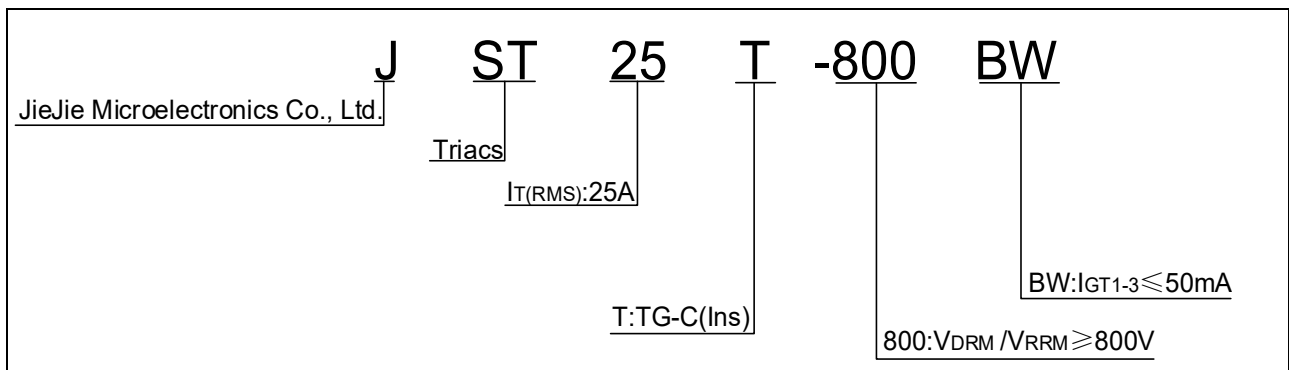 J ST 25 T -800 BW
JieJie Microelectronics Co., Ltd.
Triacs
IT(RMS):25A
BW:IGT1-3≤50mA
T:TG-C(Ins)
800:VDRM /VRRM≥800V